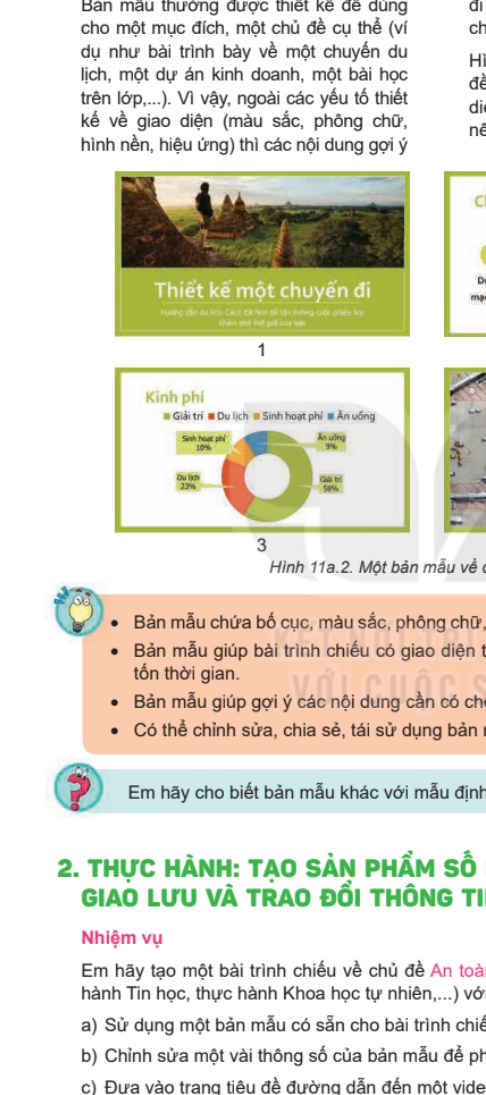 Bản mẫu thường được thiết kế để dùng
cho một mục đích, một chủ đề cụ thể (ví
dụ như bài trình bày về một chuyến du
lịch, một dự án kinh doanh, một bài học
trên lớp,...). Vì vậy, ngoài các yếu tố thiết
kế về giao diện (màu sắc, phông chữ,
hình nền, hiệu ứng) thì các nội dung gợi ý
Thiết kế một chuyến đi
1
Kinh phí
Giải trí Du lịch Sinh hoạt phí Ăn uống
Sinh hoạt phí
10%
Ăn uống
9%
Du lịch
23%
Giải trí
58%
3
Hình 11a.2. Một bản mẫu về
Bản mẫu chứa bố cục, màu sắc, phông chữ,
Bản mẫu giúp bài trình chiếu có giao diện
tốn thời gian.
Bản mẫu giúp gợi ý các nội dung cần có
Có thể chỉnh sửa, chia sẻ, tái sử dụng bản
Em hãy cho biết bản mẫu khác với mẫu
2. THỰC HÀNH: TẠO SẢN PHẨM SỐ
GIAO LƯU VÀ TRAO ĐỔI THÔNG
Nhiệm vụ
Em hãy tạo một bài trình chiếu về chủ đề An
hành Tin học, thực hành Khoa học tự nhiên,...)
a) Sử dụng một bản mẫu có sẵn cho bài trình
b) Chỉnh sửa một vài thông số của bản mẫu để
c) Đưa vào trang tiêu đề đường dẫn đến một